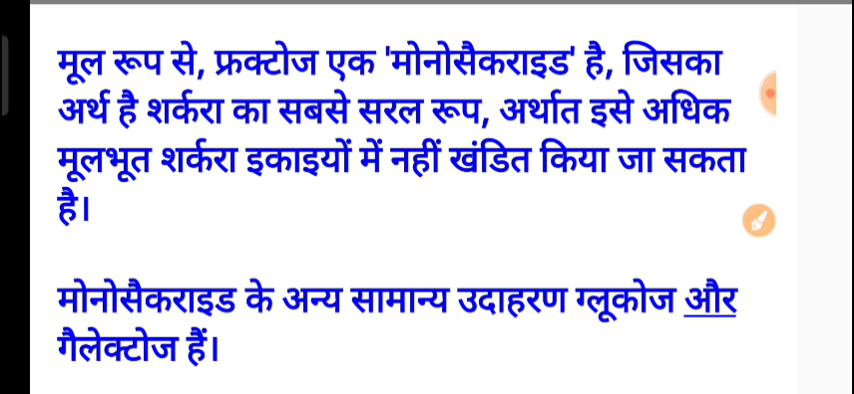 मूल रूप से, फ्रक्टोज एक 'मोनोसैकराइड' है, जिसका
अर्थ है शर्करा का सबसे सरल रूप, अर्थात इसे अधिक
मूलभूत शर्करा इकाइयों में नहीं खंडित किया जा सकता
है।
मोनोसैकराइड के अन्य सामान्य उदाहरण ग्लूकोज और
गैलेक्टोज हैं।